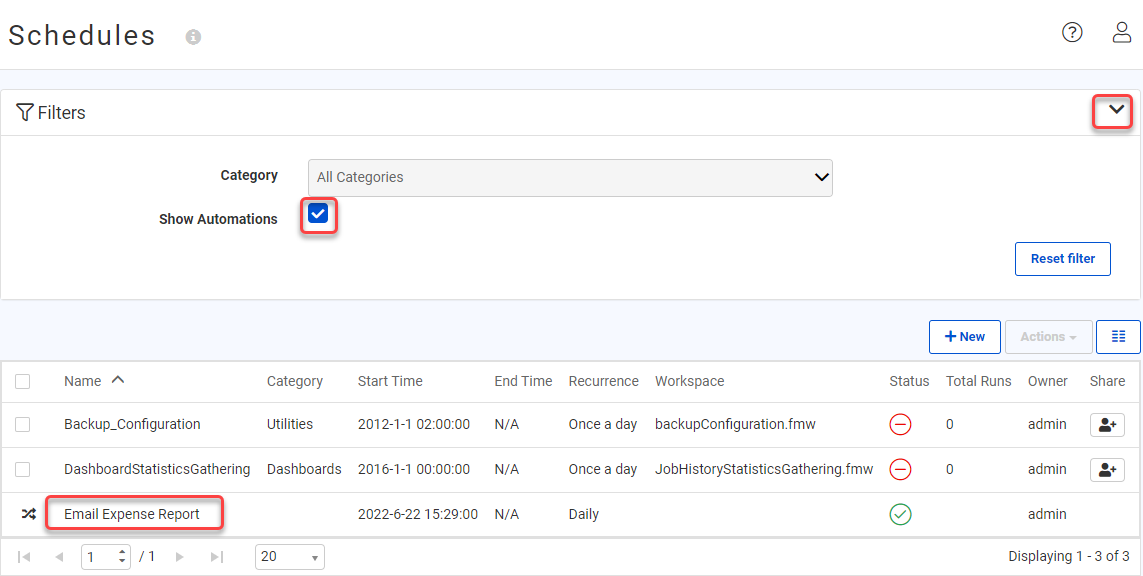 Schedules
Filters
Category All Categories
Show Automations
Reset filter
+ New Actions
Name Category Start Time End Time Recurrence Workspace Status Total Runs Owner Share
Backup_Configuration Utilities 2012-1-1 02:00:00 N/A Once a day backupConfiguration.fmw 0 admin
DashboardStatisticsGathering Dashboards 2016-1-1 00:00:00 N/A Once a day JobHistoryStatisticsGathering.fmw 0 admin
Email Expense Report 2022-6-22 15:29:00 N/A Daily admin
1 / 1 20 Displaying 1 - 3 of 3